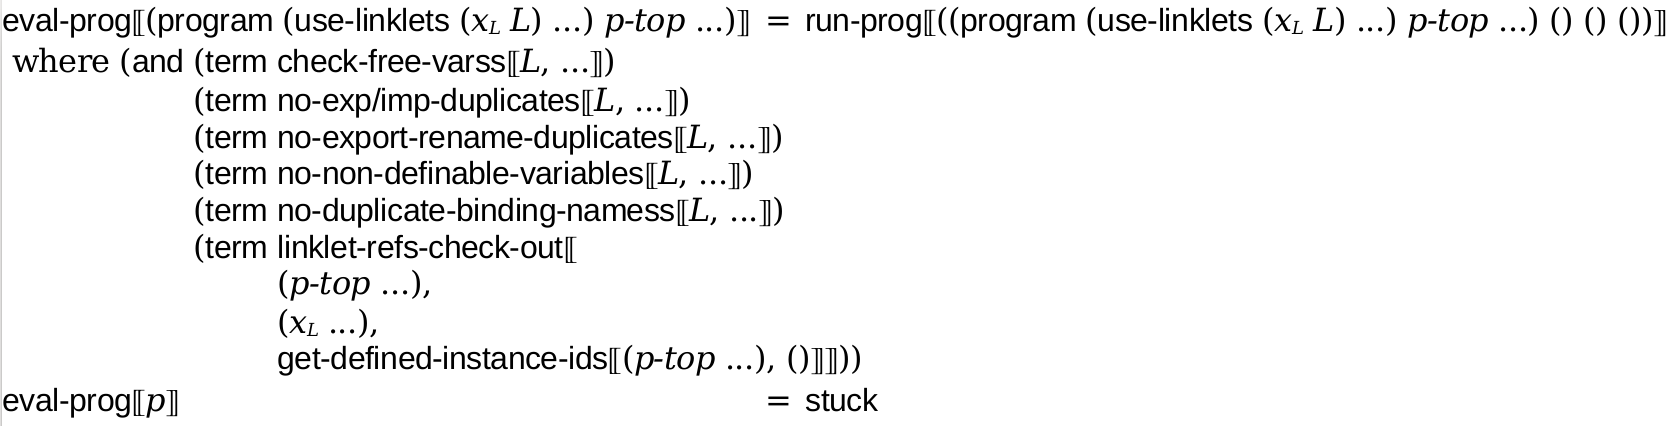 eval-prog⟦(program (use-linklets (x_L L) ...) p-top ...)⟧ = run-prog⟦((program (use-linklets (x_L L) ...) p-top ...) () () ())⟧
where (and (term check-free-varss⟦L, ...⟧)
(term no-exp/imp-duplicates⟦L, ...⟧)
(term no-export-rename-duplicates⟦L, ...⟧)
(term no-non-definable-variables⟦L, ...⟧)
(term no-duplicate-binding-namess⟦L, ...⟧)
(term linklet-refs-check-out⟦
(p-top ...),
(x_L ...),
get-defined-instance-ids⟦(p-top ...), ()⟧⟧))
eval-prog⟦p⟧ = stuck